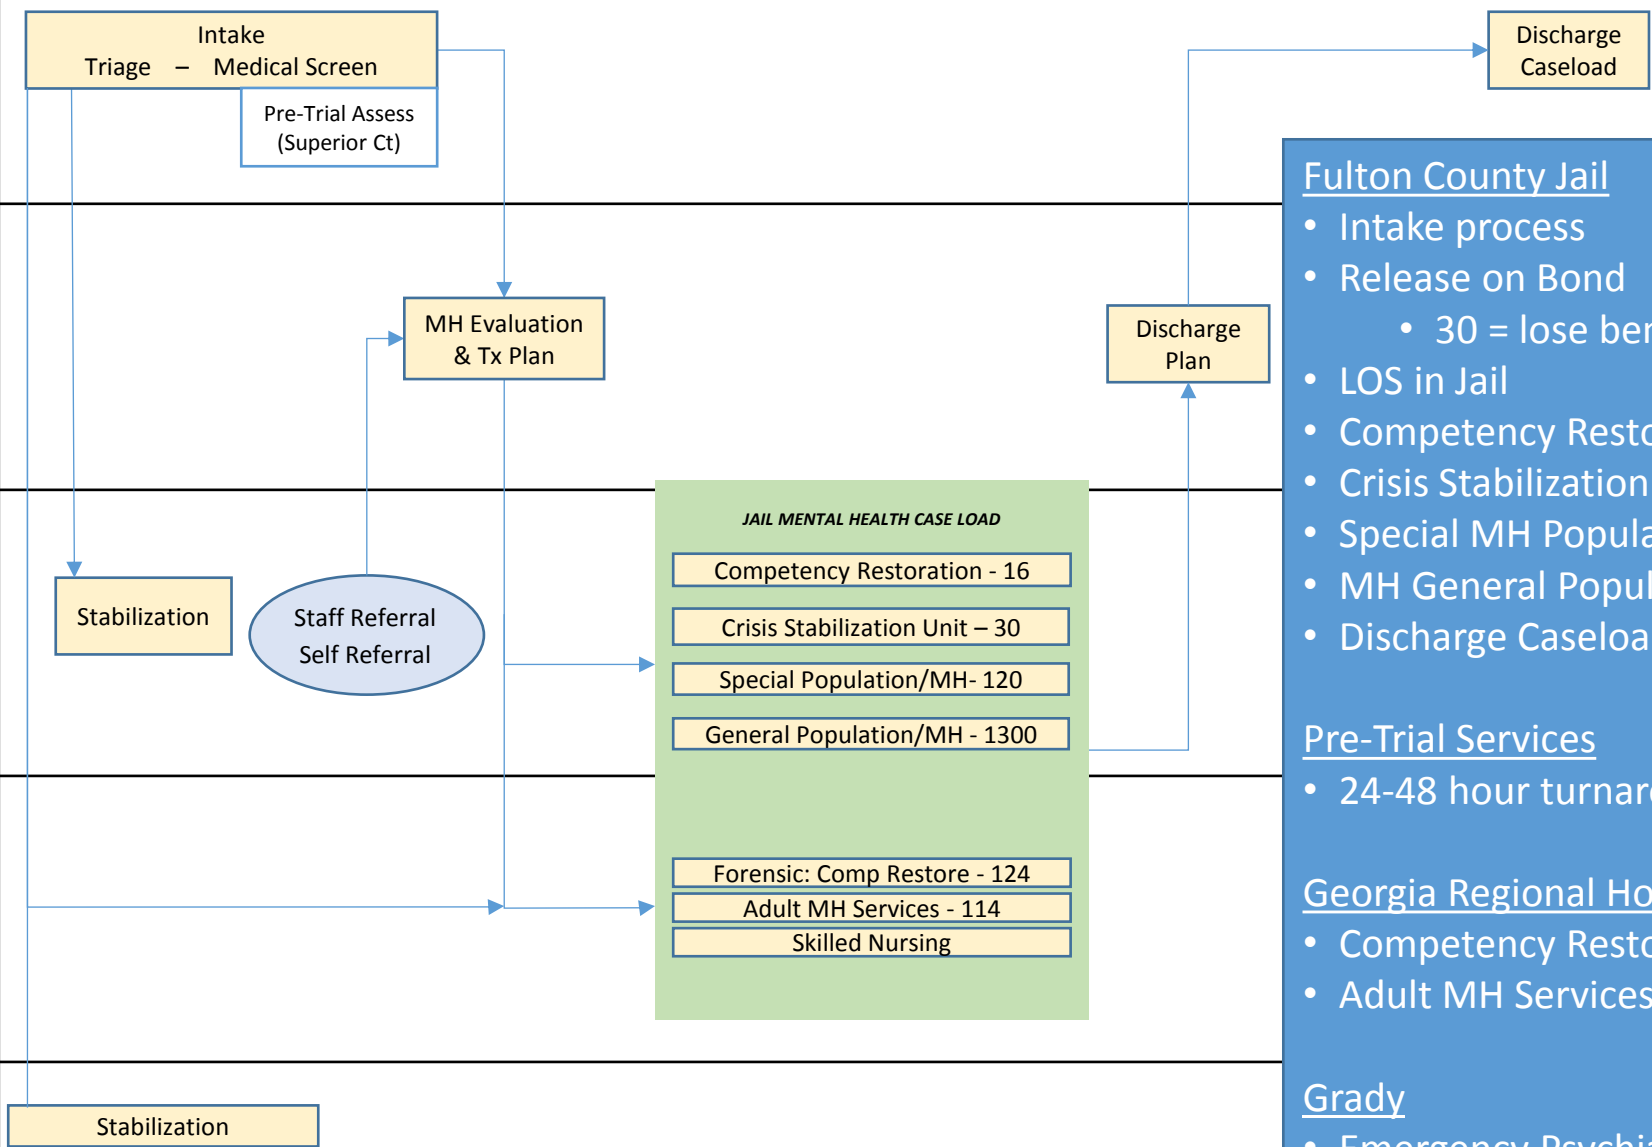 Intake
Triage – Medical Screen
Pre-Trial Assess
(Superior Ct)
Discharge
Caseload
MH Evaluation
& Tx Plan
Discharge
Plan
Stabilization
Staff Referral
Self Referral
JAIL MENTAL HEALTH CASE LOAD
Competency Restoration - 16
Crisis Stabilization Unit – 30
Special Population/MH- 120
General Population/MH - 1300
Forensic: Comp Restore - 124
Adult MH Services - 114
Skilled Nursing
Stabilization
Fulton County Jail
• Intake process
• Release on Bond
• 30 = lose
• LOS in Jail
• Competency
• Crisis Stabilization
• Special MH
• MH General
• Discharge
Pre-Trial Services
• 24-48 hour
Georgia Regional
• Competency
• Adult MH Services
Grady
• Emergency